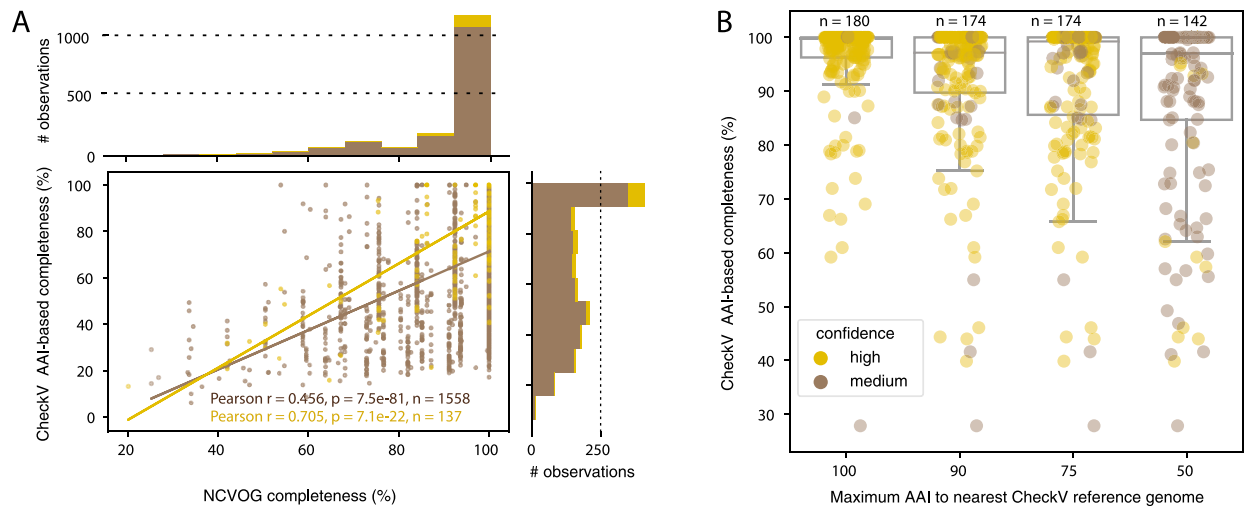 A
1000
500
0
# observations
CheckV AAI-based completeness (%)
100
80
60
40
20
0
Pearson r = 0.456, p = 7.5e-81, n = 1558
Pearson r = 0.705, p = 7.1e-22, n = 137
20
40
60
80
100
NCVOG completeness (%)
0
250
# observations
B
n = 180
n = 174
n = 174
n = 142
CheckV AAI-based completeness (%)
100
90
80
70
60
50
40
30
confidence
high
medium
100
90
75
50
Maximum AAI to nearest CheckV reference genome